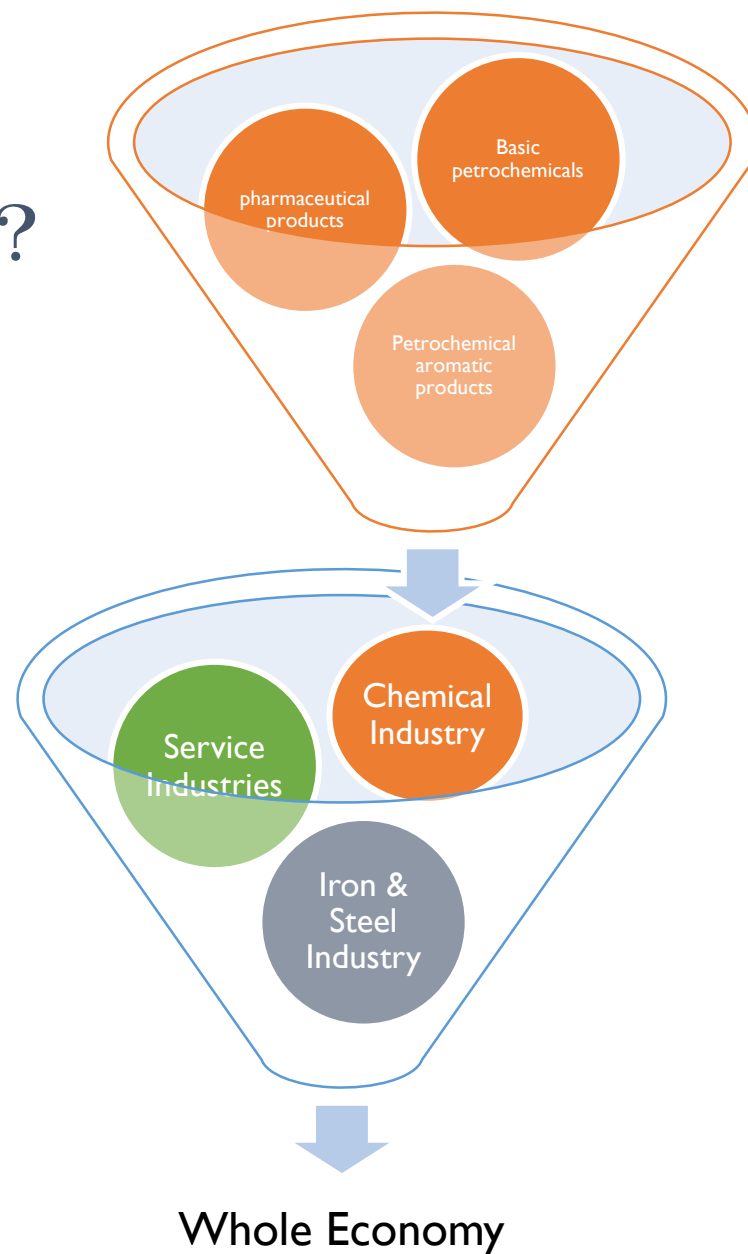 ?
Basic
petrochemicals
pharmaceutical
products
Petrochemical
aromatic
products
Chemical
Industry
Service
Industries
Iron &
Steel
Industry
Whole Economy